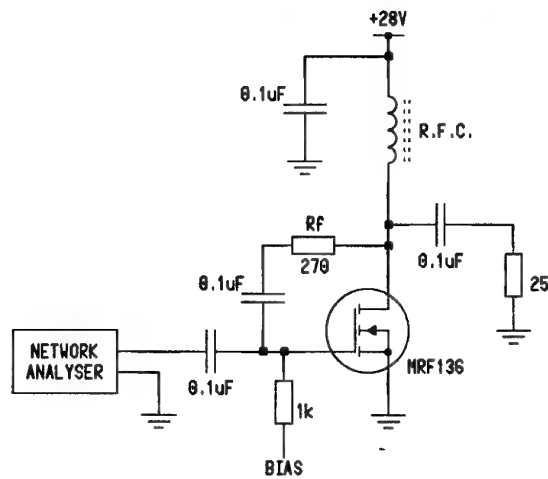 +28V
0.1uF
R.F.C.
Rf
270
0.1uF
25
0.1uF
NETWORK
ANALYSER
0.1uF
MRF136
1k
BIAS